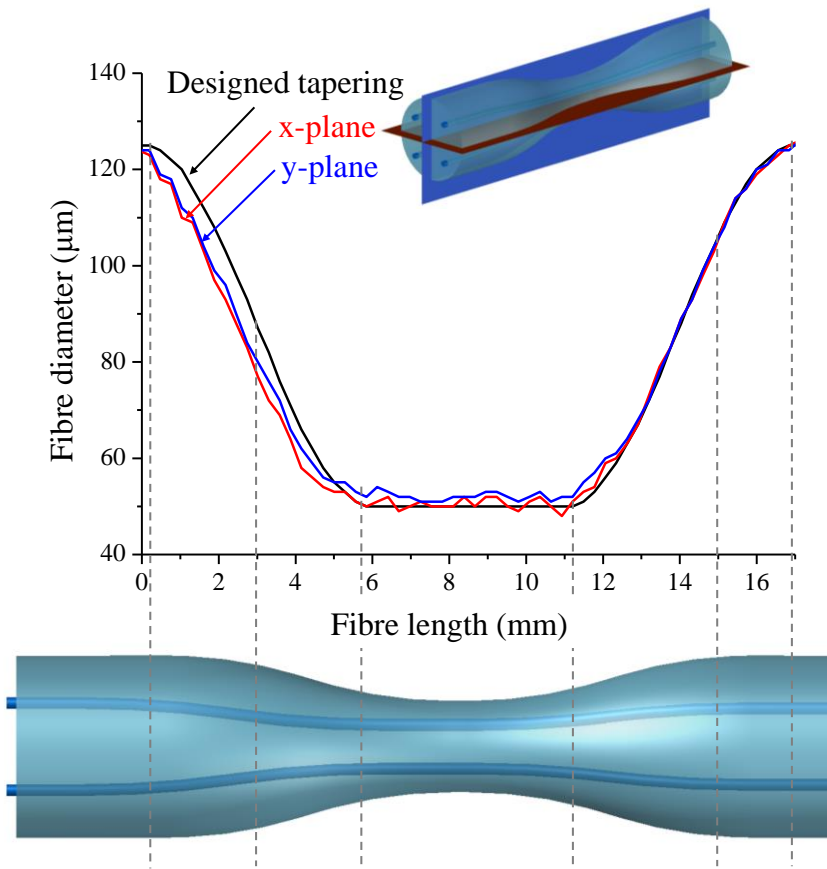 140
120
100
80
60
40
Fibre diameter (μm)
Designed tapering
x-plane
y-plane
0 2 4 6 8 10 12 14 16
Fibre length (mm)